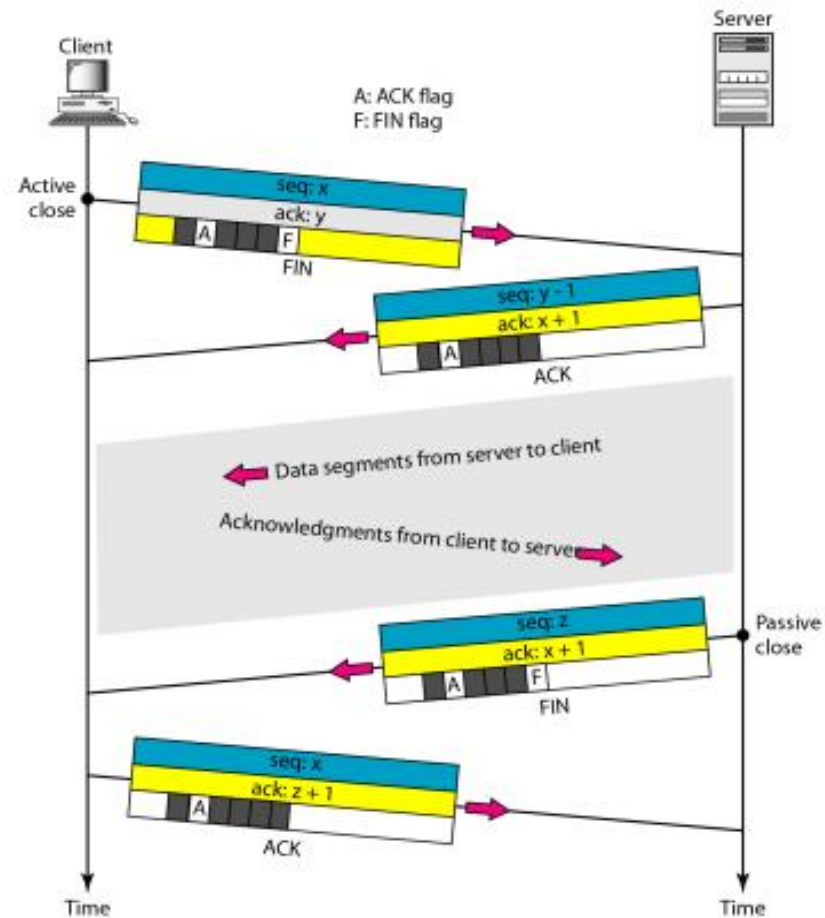 Server
Client
A: ACK flag
F: FIN flag
Active
close
seq: x
ack: y
A F
FIN
seq: y - 1
ack: x + 1
A
ACK
Data segments from server to client
Acknowledgments from client to server
Passive
close
seq: z
ack: x + 1
A F
FIN
seq: x
ack: z + 1
A
ACK
Time
Time